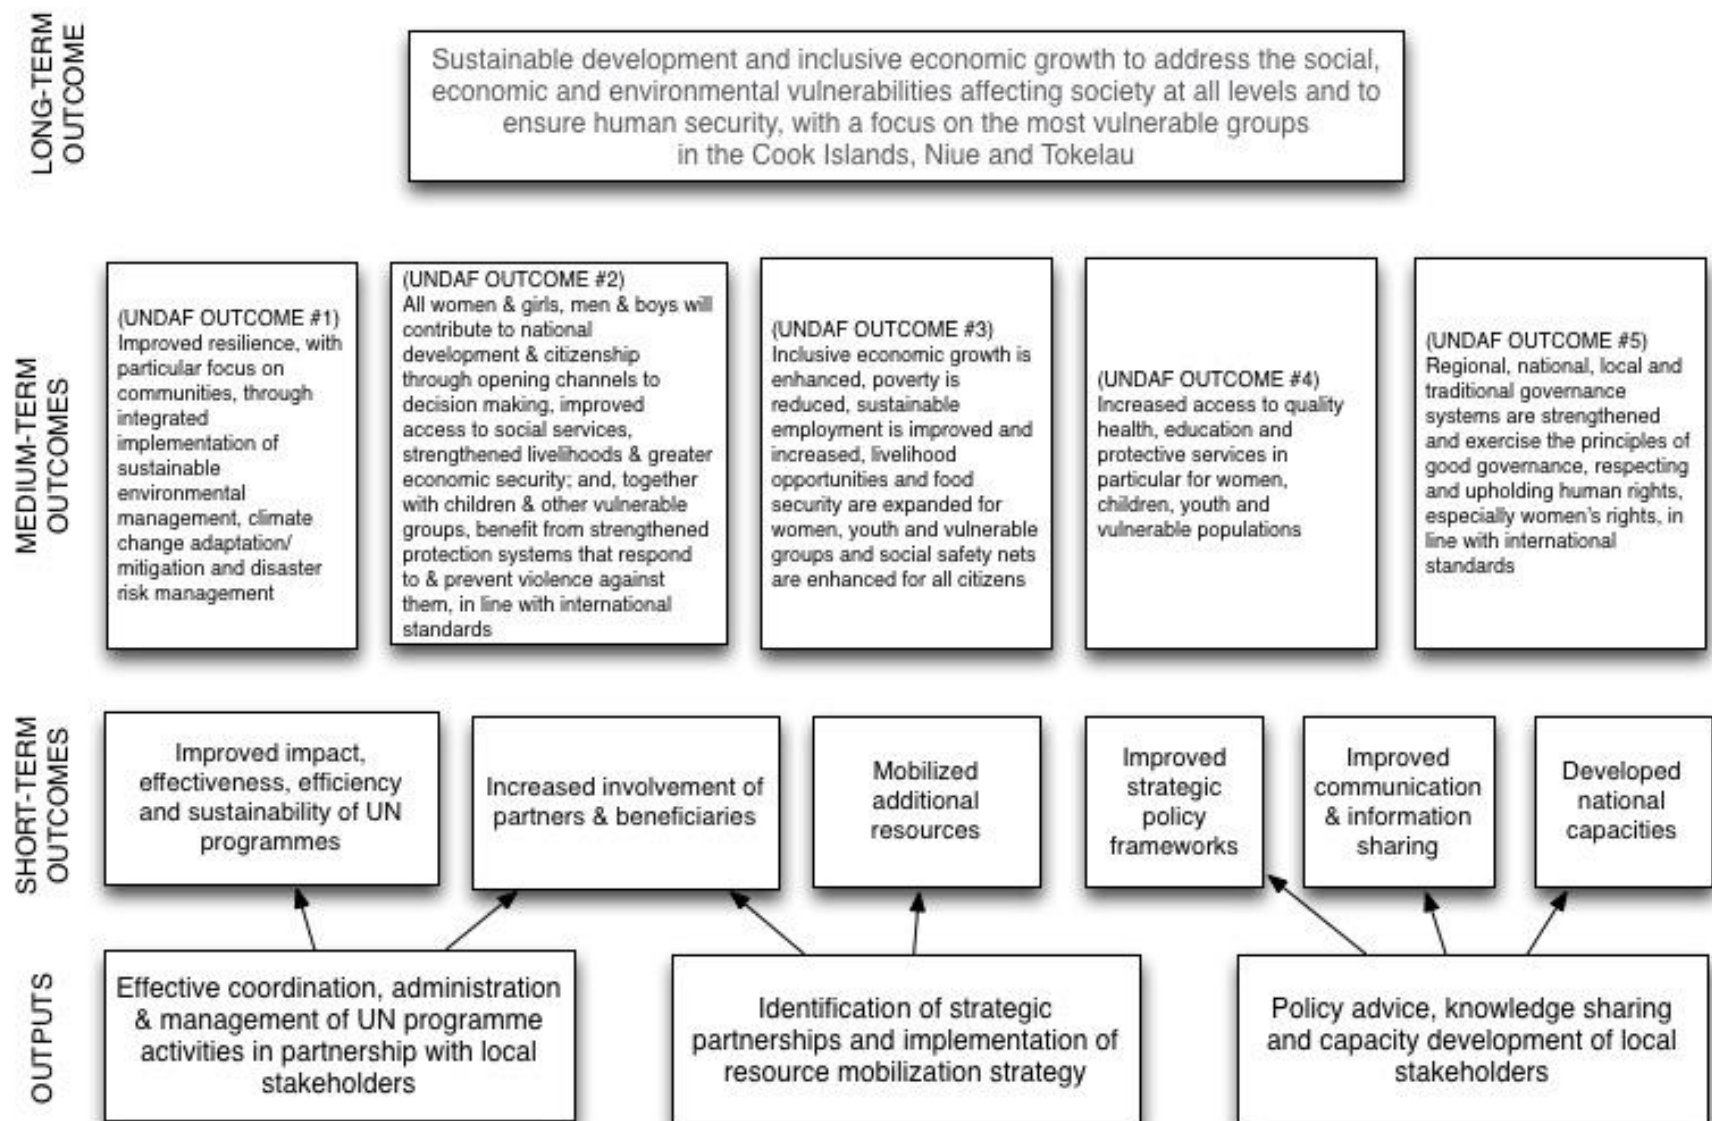 LONG-TERM
OUTCOME
Sustainable development and inclusive economic growth to address the social,
economic and environmental vulnerabilities affecting society at all levels and to
ensure human security, with a focus on the most vulnerable groups
in the Cook Islands, Niue and Tokelau
MEDIUM-TERM
OUTCOMES
(UNDAF OUTCOME #1)
Improved resilience, with
particular focus on
communities, through
integrated
implementation of
sustainable
environmental
management, climate
change adaptation/
mitigation and disaster
risk management
(UNDAF OUTCOME #2)
All women & girls, men & boys will
contribute to national
development & citizenship
through opening channels to
decision making, improved
access to social services,
strengthened livelihoods & greater
economic security; and, together
with children & other vulnerable
groups, benefit from strengthened
protection systems that respond
to & prevent violence against
them, in line with international
standards
(UNDAF OUTCOME #3)
Inclusive economic growth is
enhanced, poverty is
reduced, sustainable
employment is improved and
increased, livelihood
opportunities and food
security are expanded for
women, youth and vulnerable
groups and social safety nets
are enhanced for all citizens
(UNDAF OUTCOME #4)
Increased access to quality
health, education and
protective services in
particular for women,
children, youth and
vulnerable populations
(UNDAF OUTCOME #5)
Regional, national, local and
traditional governance
systems are strengthened
and exercise the principles of
good governance, respecting
and upholding human rights,
especially women's rights, in
line with international
standards
SHORT-TERM
OUTCOMES
Improved impact,
effectiveness, efficiency
and sustainability of UN
programmes
Increased involvement of
partners & beneficiaries
Mobilized
additional
resources
Improved
strategic
policy
frameworks
Improved
communication
& information
sharing
Developed
national
capacities
OUTPUTS
Effective coordination, administration
& management of UN programme
activities in partnership with local
stakeholders
Identification of strategic
partnerships and implementation of
resource mobilization strategy
Policy advice, knowledge sharing
and capacity development of local
stakeholders